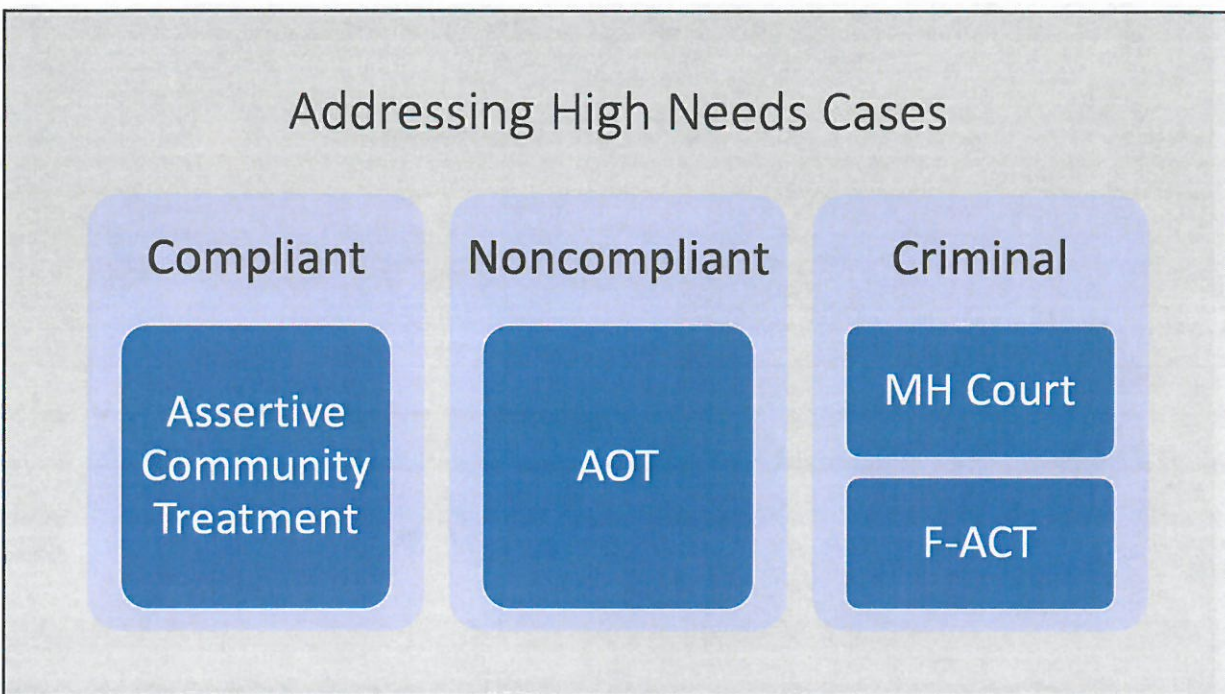 Addressing High Needs Cases
Compliant
Assertive
Community
Treatment
Noncompliant
AOT
Criminal
MH Court
F-ACT